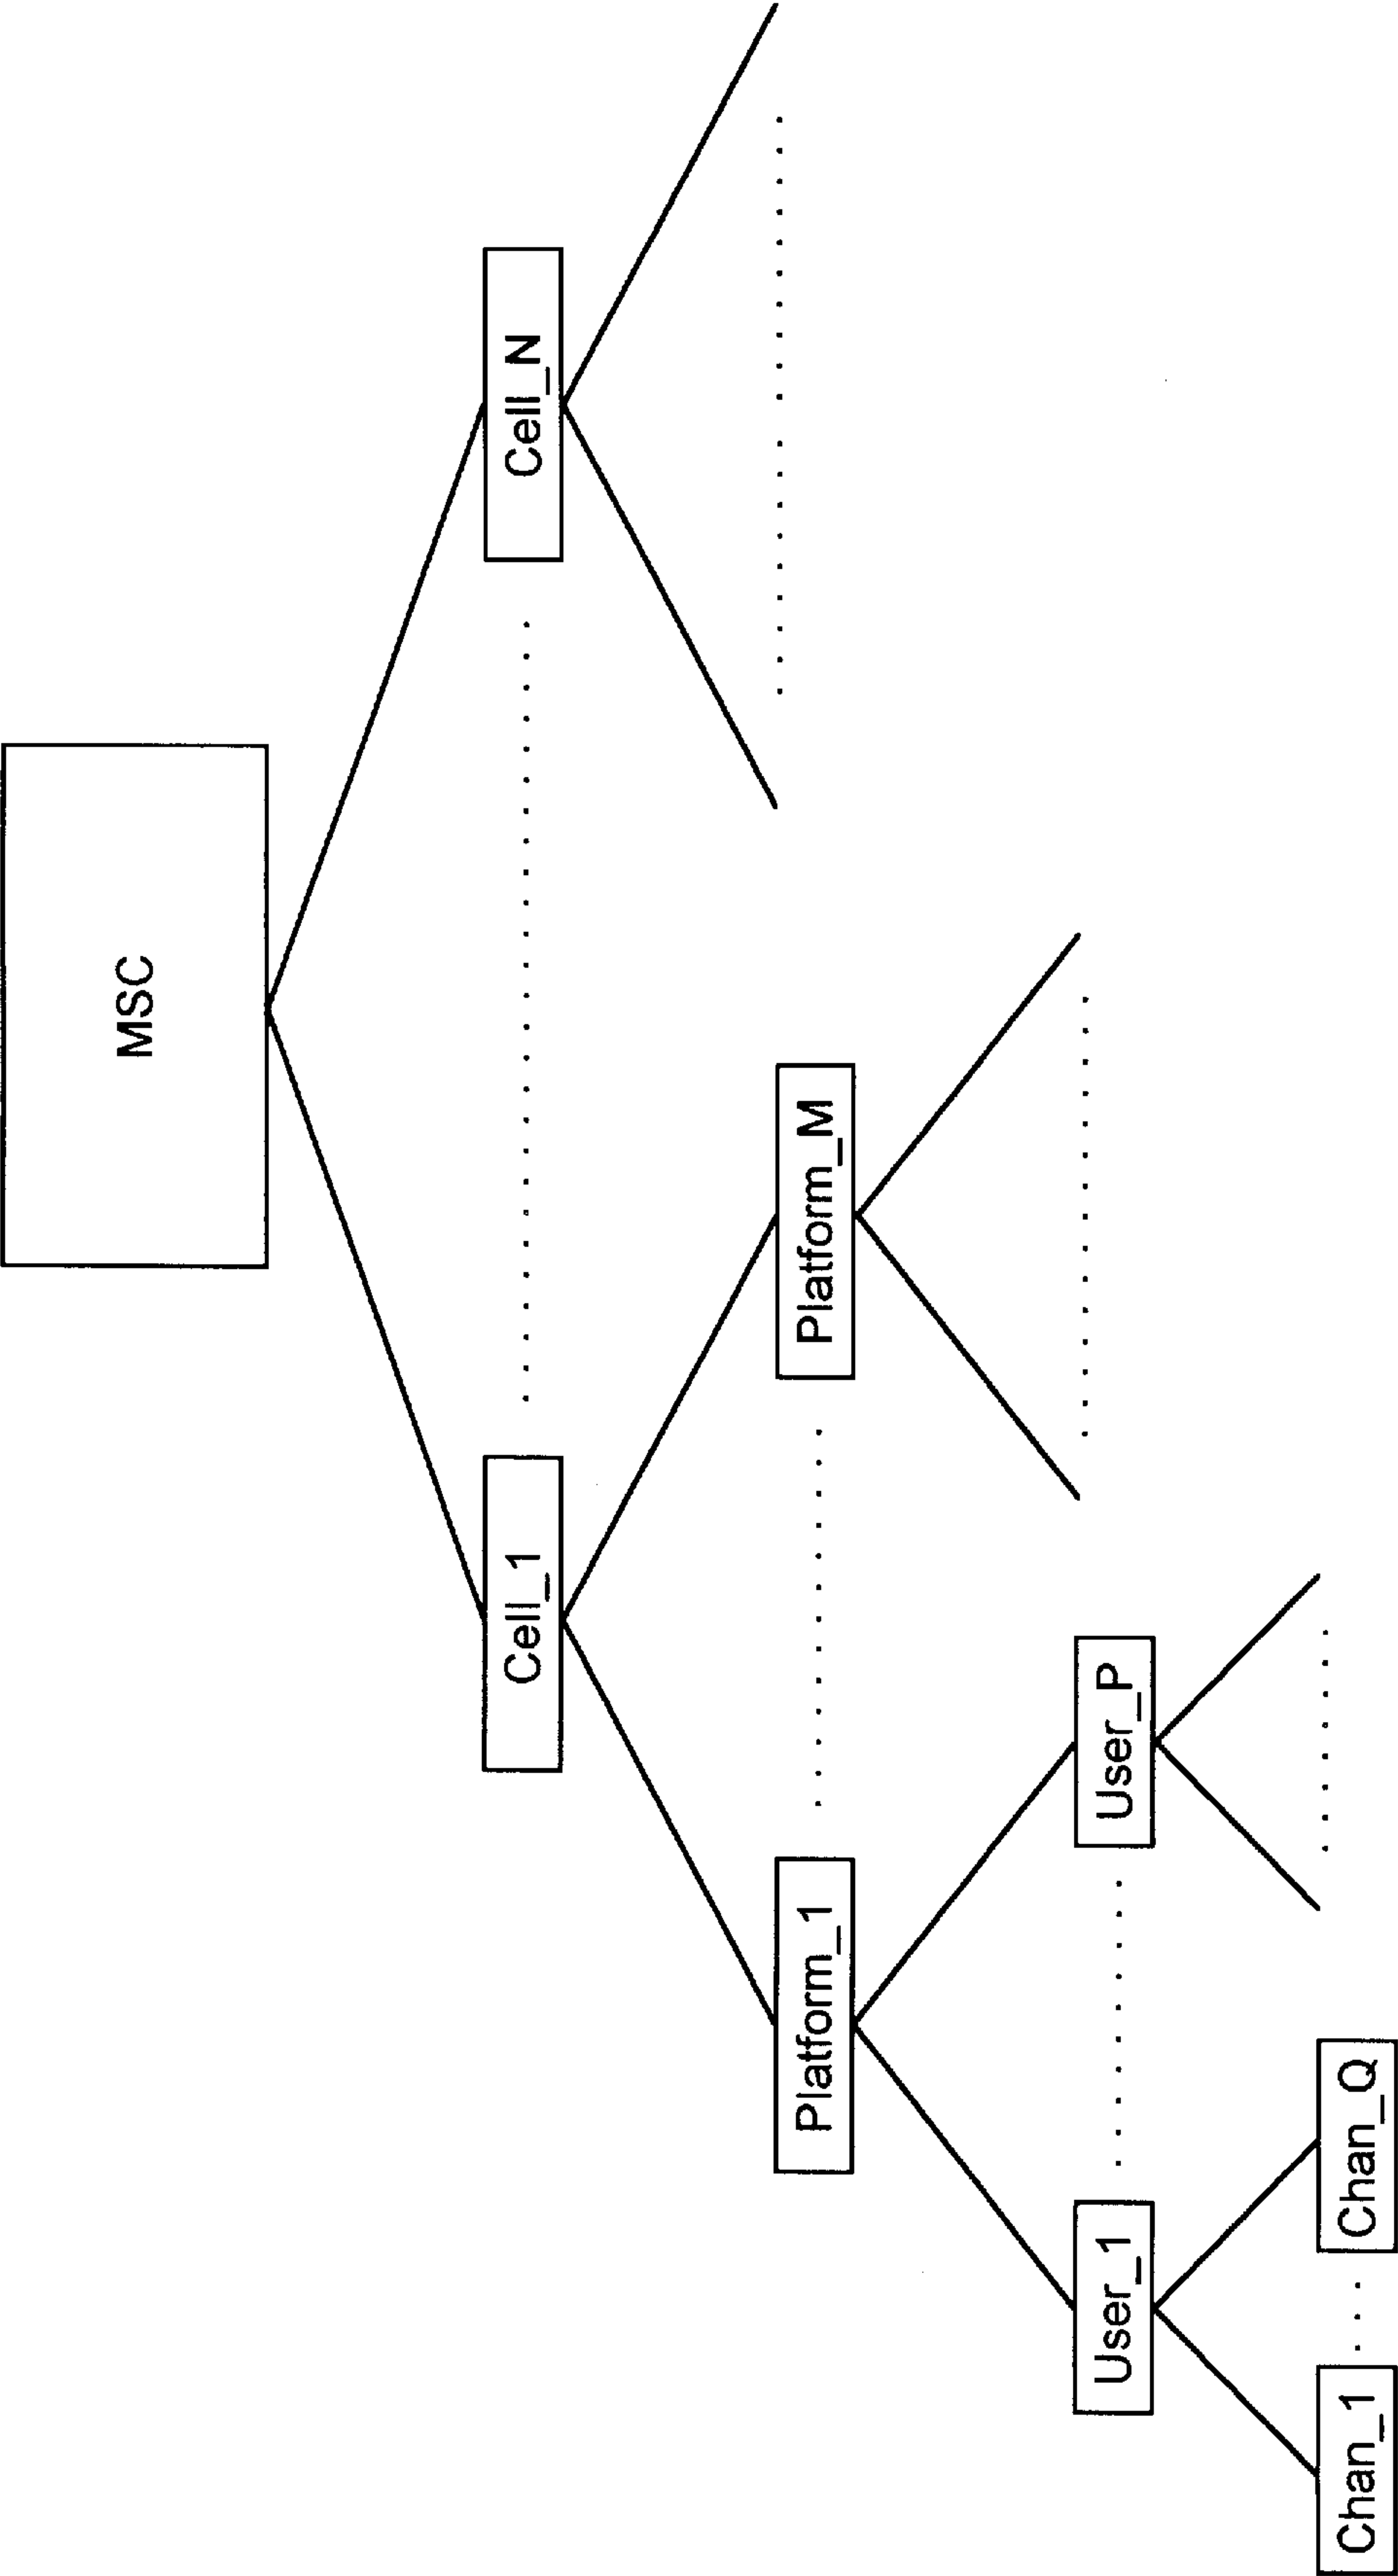 MSC
Cell_1
Cell_N
Platform_1
Platform_M
User_1
User_P
Chan_1
Chan_Q